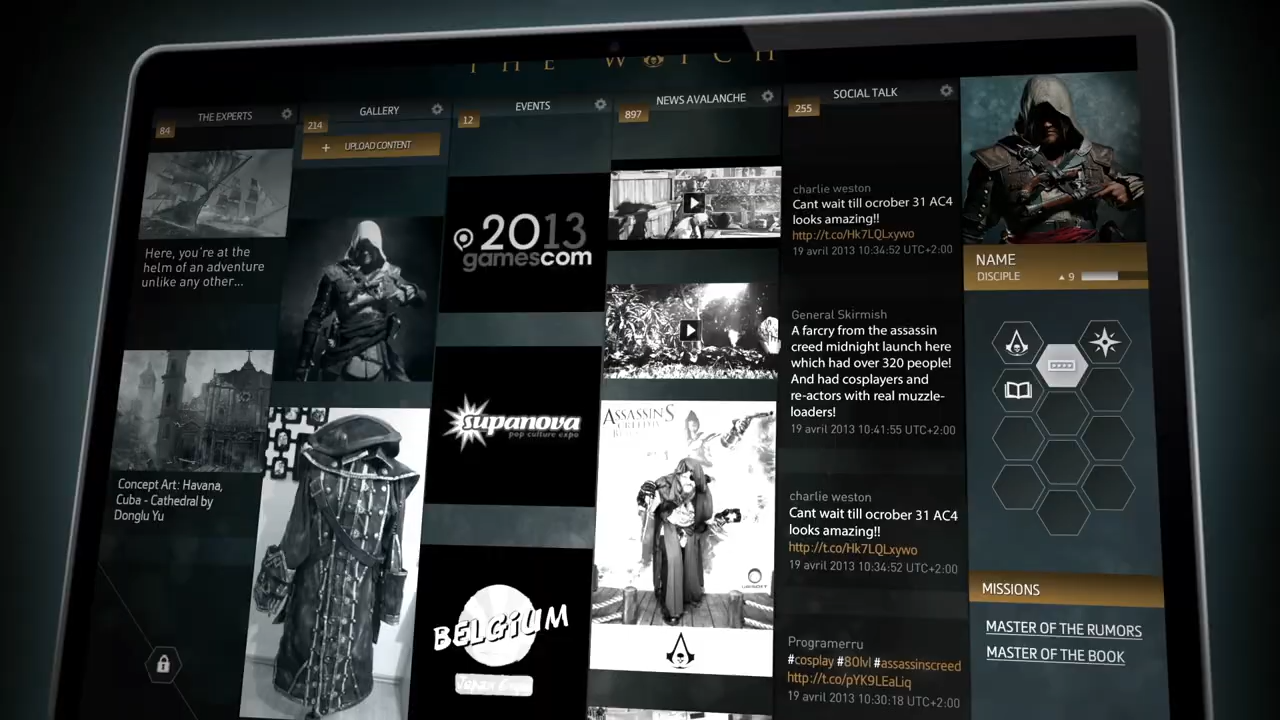 THE WATCH
THE EXPERTS
84
Here, you're at the
helm of an adventure
unlike any other...
Concept Art: Havana,
Cuba - Cathedral by
Donglu Yu
GALLERY
214
+ UPLOAD CONTENT
EVENTS
12
2013
gamescom
supanova
pop culture expo
BELGIUM
NEWS AVALANCHE
897
ASSASSIN'S
UBISOFT
SOCIAL TALK
255
charlie weston
Cant wait till ocrober 31 AC4
looks amazing!!
http://t.co/Hk7LQLxywo
19 avril 2013 10:34:52 UTC+2:00
General Skirmish
A farcry from the assassin
creed midnight launch here
which had over 320 people!
And had cosplayers and
re-actors with real muzzle-
loaders!
19 avril 2013 10:41:55 UTC+2:00
charlie weston
Cant wait till ocrober 31 AC4
looks amazing!!
http://t.co/Hk7LQLxywo
19 avril 2013 10:34:52 UTC+2:00
Programerru
#cosplay #80lvl #assassinscreed
http://t.co/pYK9LEaLiq
19 avril 2013 10:30:18 UTC+2:00
NAME
DISCIPLE
9
MISSIONS
MASTER OF THE RUMORS
MASTER OF THE BOOK